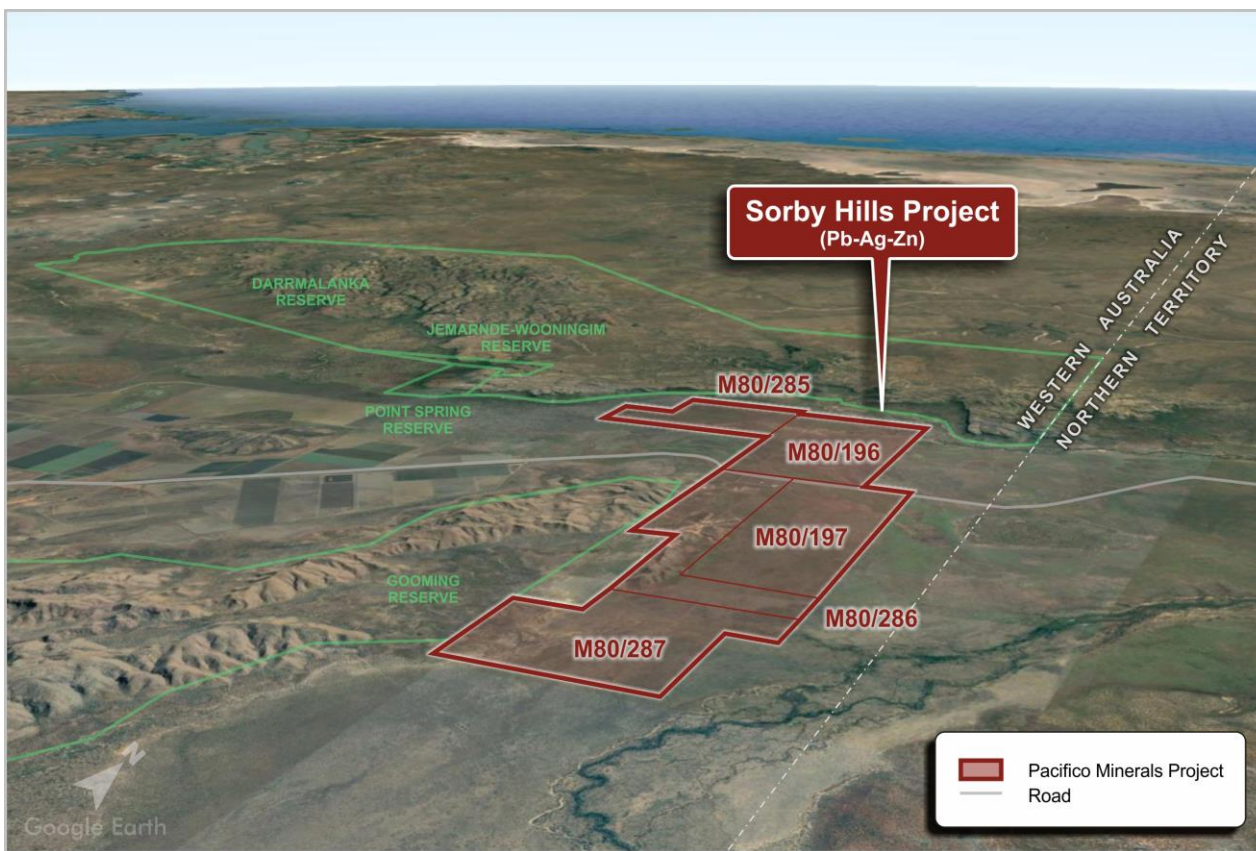 Sorby Hills Project
(Pb-Ag-Zn)
WESTERN AUSTRALIA
NORTHERN TERRITORY
DARRMALANKA
RESERVE
JEMARNDE-WOONINGIM
RESERVE
M80/285
POINT SPRING
RESERVE
M80/196
M80/197
GOOMING
RESERVE
M80/286
M80/287
N
Google Earth
Pacifico Minerals Project
Road